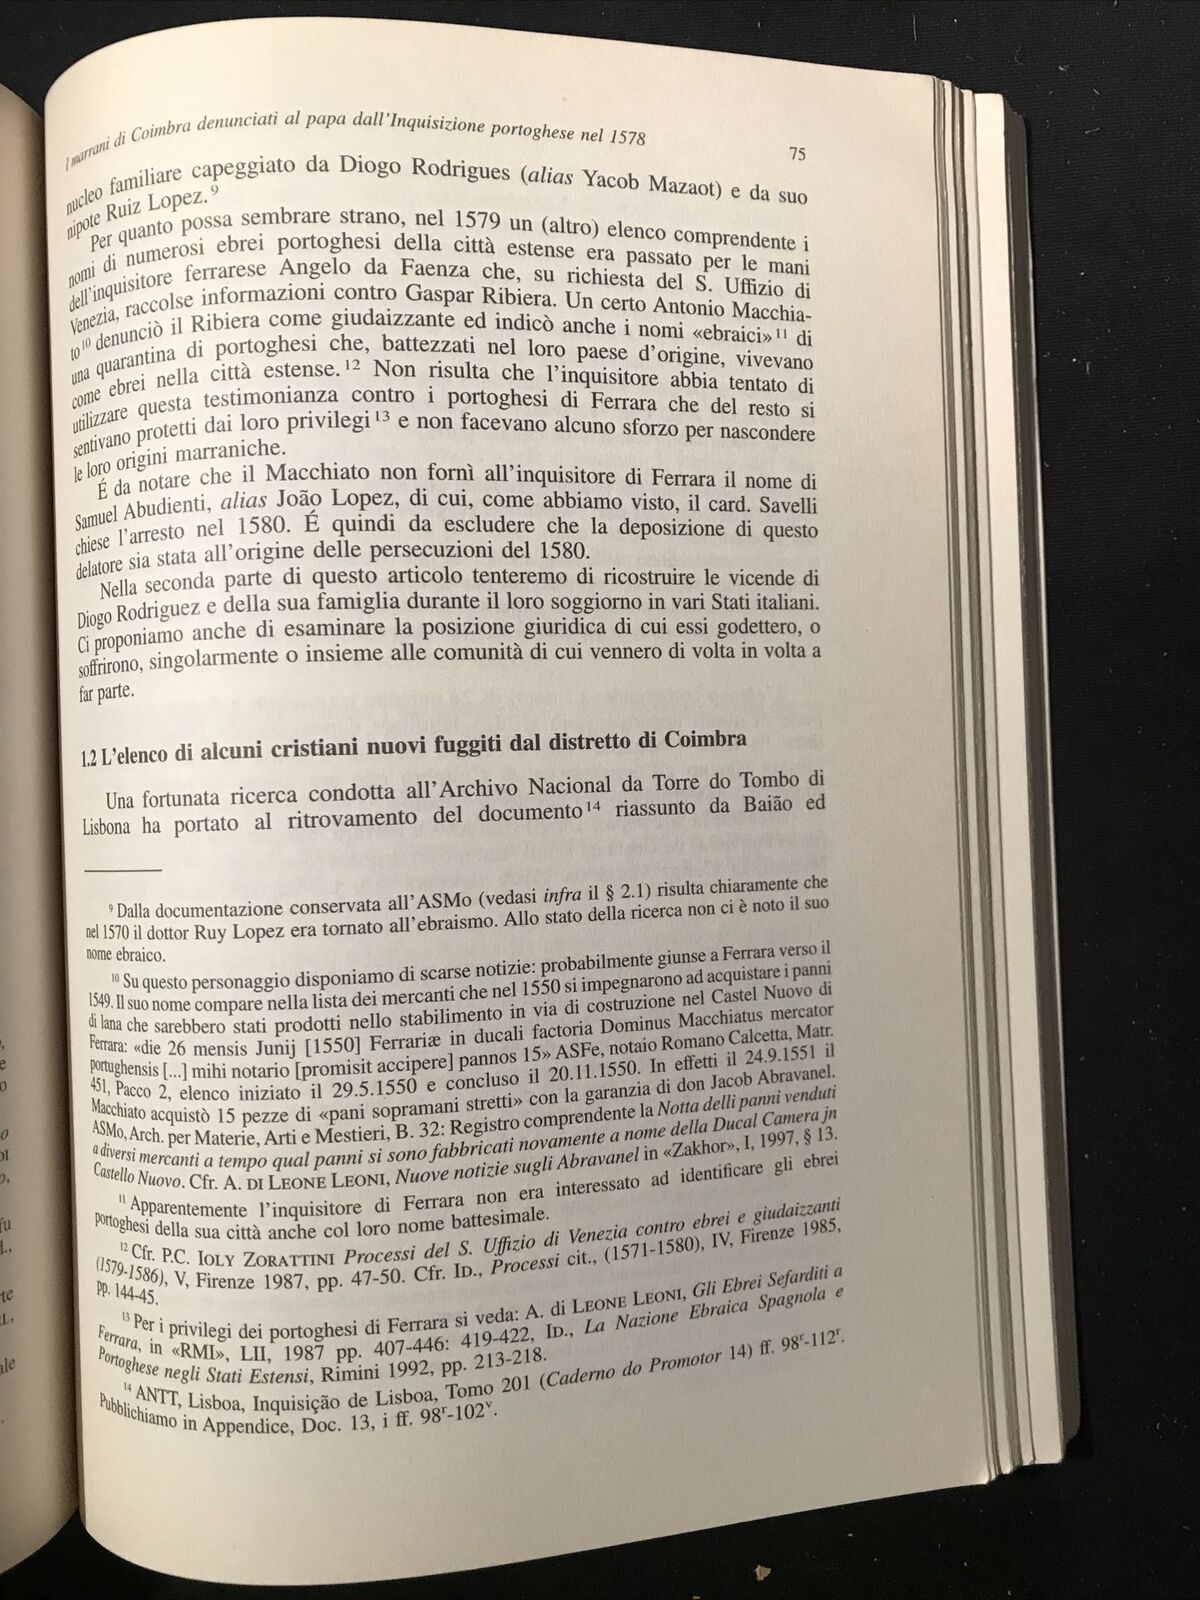 I marrani di Coimbra denunciati al papa dall'Inquisizione portoghese nel 1578
75
nucleo familiare capeggiato da Diogo Rodrigues (alias Yacob Mazaot) e da suo
nipote Ruiz Lopez.⁹
Per quanto possa sembrare strano, nel 1579 un (altro) elenco comprendente i
nomi di numerosi ebrei portoghesi della città estense era passato per le mani
dell'inquisitore ferrarese Angelo da Faenza che, su richiesta del S. Uffizio di
Venezia, raccolse informazioni contro Gaspar Ribiera. Un certo Antonio Macchia-
to¹⁰ denunciò il Ribiera come giudaizzante ed indicò anche i nomi «ebraici»¹¹ di
una quarantina di portoghesi che, battezzati nel loro paese d'origine, vivevano
come ebrei nella città estense.¹² Non risulta che l'inquisitore abbia tentato di
utilizzare questa testimonianza contro i portoghesi di Ferrara che del resto si
sentivano protetti dai loro privilegi¹³ e non facevano alcuno sforzo per nascondere
le loro origini marraniche.
É da notare che il Macchiato non fornì all'inquisitore di Ferrara il nome di
Samuel Abudienti, alias João Lopez, di cui, come abbiamo visto, il card. Savelli
chiese l'arresto nel 1580. É quindi da escludere che la deposizione di questo
delatore sia stata all'origine delle persecuzioni del 1580.
Nella seconda parte di questo articolo tenteremo di ricostruire le vicende di
Diogo Rodriguez e della sua famiglia durante il loro soggiorno in vari Stati italiani.
Ci proponiamo anche di esaminare la posizione giuridica di cui essi godettero, o
soffrirono, singolarmente o insieme alle comunità di cui vennero di volta in volta a
far parte.
1.2 L'elenco di alcuni cristiani nuovi fuggiti dal distretto di Coimbra
Una fortunata ricerca condotta all'Archivo Nacional da Torre do Tombo di
Lisbona ha portato al ritrovamento del documento¹⁴ riassunto da Baião ed
⁹ Dalla documentazione conservata all'ASMo (vedasi infra il § 2.1) risulta chiaramente che
nel 1570 il dottor Ruy Lopez era tornato all'ebraismo. Allo stato della ricerca non ci è noto il suo
nome ebraico.
¹⁰ Su questo personaggio disponiamo di scarse notizie: probabilmente giunse a Ferrara verso il
1549. Il suo nome compare nella lista dei mercanti che nel 1550 si impegnarono ad acquistare i panni
di lana che sarebbero stati prodotti nello stabilimento in via di costruzione nel Castel Nuovo di
Ferrara: «die 26 mensis Junij [1550] Ferrariæ in ducali factoria Dominus Macchiatus mercator
portughensis [...] mihi notario [promisit accipere] pannos 15» ASFe, notaio Romano Calcetta, Matr.
451, Pacco 2, elenco iniziato il 29.5.1550 e concluso il 20.11.1550. In effetti il 24.9.1551 il
Macchiato acquistò 15 pezze di «pani sopramani stretti» con la garanzia di don Jacob Abravanel.
ASMo, Arch. per Materie, Arti e Mestieri, B. 32: Registro comprendente la Notta delli panni venduti
a diversi mercanti a tempo qual panni si sono fabbricati novamente a nome della Ducal Camera jn
Castello Nuovo. Cfr. A. DI LEONE LEONI, Nuove notizie sugli Abravanel in «Zakhor», I, 1997, § 13.
¹¹ Apparentemente l'inquisitore di Ferrara non era interessato ad identificare gli ebrei
portoghesi della sua città anche col loro nome battesimale.
¹² Cfr. P.C. IOLY ZORATTINI Processi del S. Uffizio di Venezia contro ebrei e giudaizzanti
(1579-1586), V, Firenze 1987, pp. 47-50. Cfr. ID., Processi cit., (1571-1580), IV, Firenze 1985,
pp. 144-45.
¹³ Per i privilegi dei portoghesi di Ferrara si veda: A. di LEONE LEONI, Gli Ebrei Sefarditi a
Ferrara, in «RMI», LII, 1987 pp. 407-446: 419-422, ID., La Nazione Ebraica Spagnola e
Portoghese negli Stati Estensi, Rimini 1992, pp. 213-218.
¹⁴ ANTT, Lisboa, Inquisição de Lisboa, Tomo 201 (Caderno do Promotor 14) ff. 98ʳ-112ʳ.
Pubblichiamo in Appendice, Doc. 13, i ff. 98ʳ-102ᵛ.